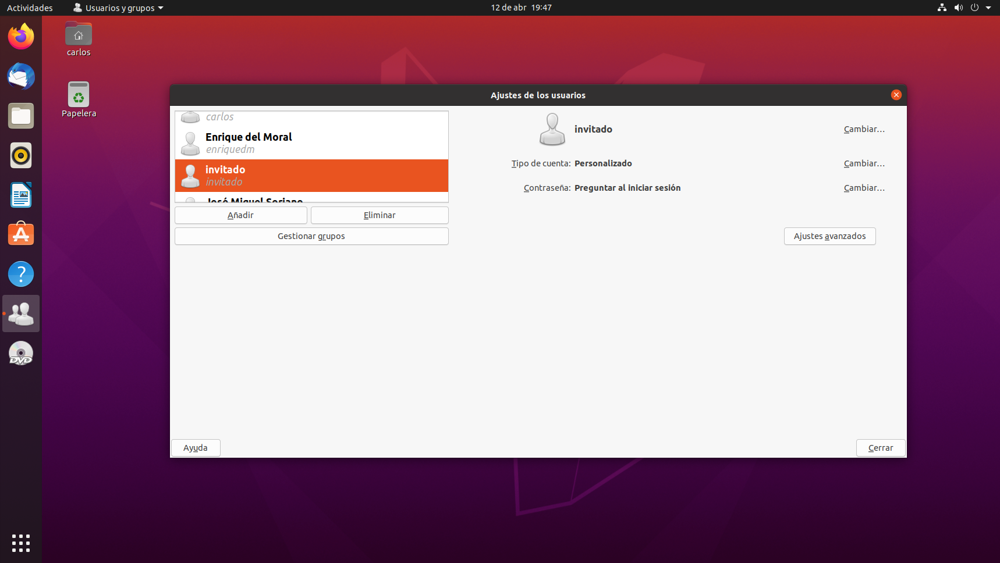 Actividades
Usuarios y grupos
12 de abr 19:47
carlos
Papelera
Ajustes de los usuarios
carlos
Enrique del Moral
enriquedm
invitado
invitado
José Miguel Soriano
Añadir
Eliminar
Gestionar grupos
invitado
Cambiar...
Tipo de cuenta: Personalizado
Cambiar...
Contraseña: Preguntar al iniciar sesión
Cambiar...
Ajustes avanzados
Ayuda
Cerrar
?
A
DVD